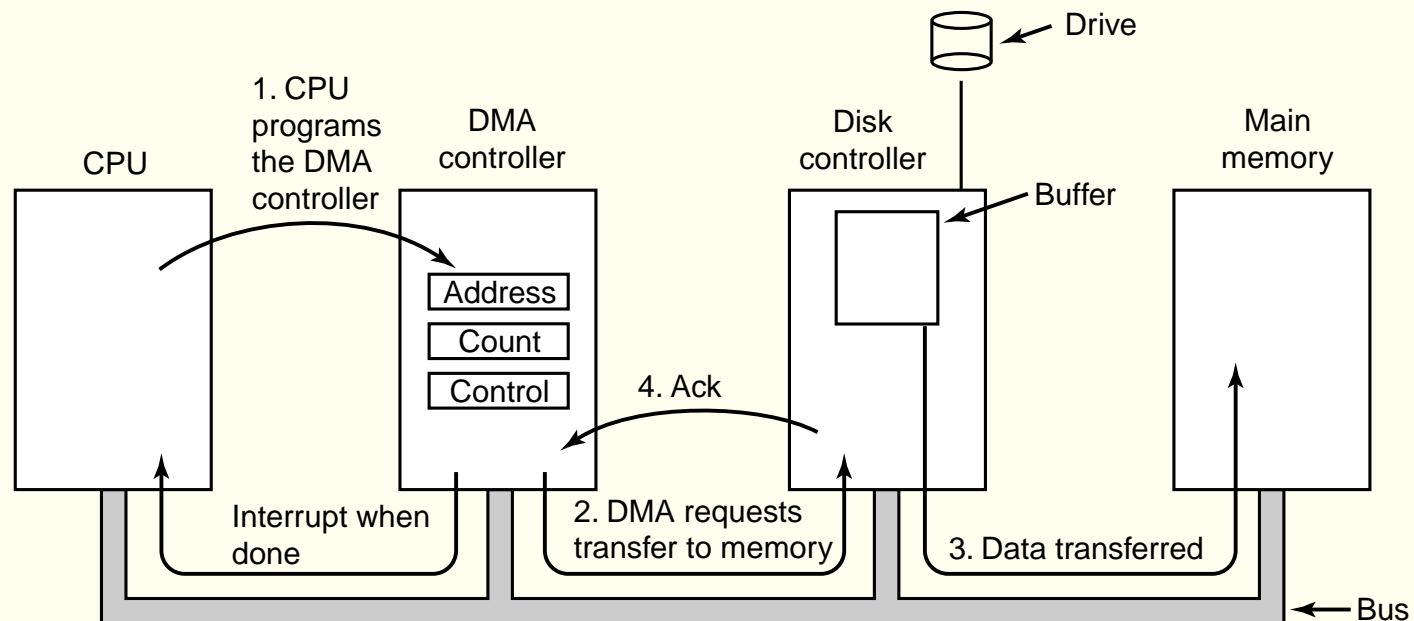 Drive
1. CPU
programs
the DMA
controller
CPU
DMA
controller
Disk
controller
Main
memory
Buffer
Address
Count
Control
4. Ack
Interrupt when
done
2. DMA requests
transfer to memory
3. Data transferred
Bus